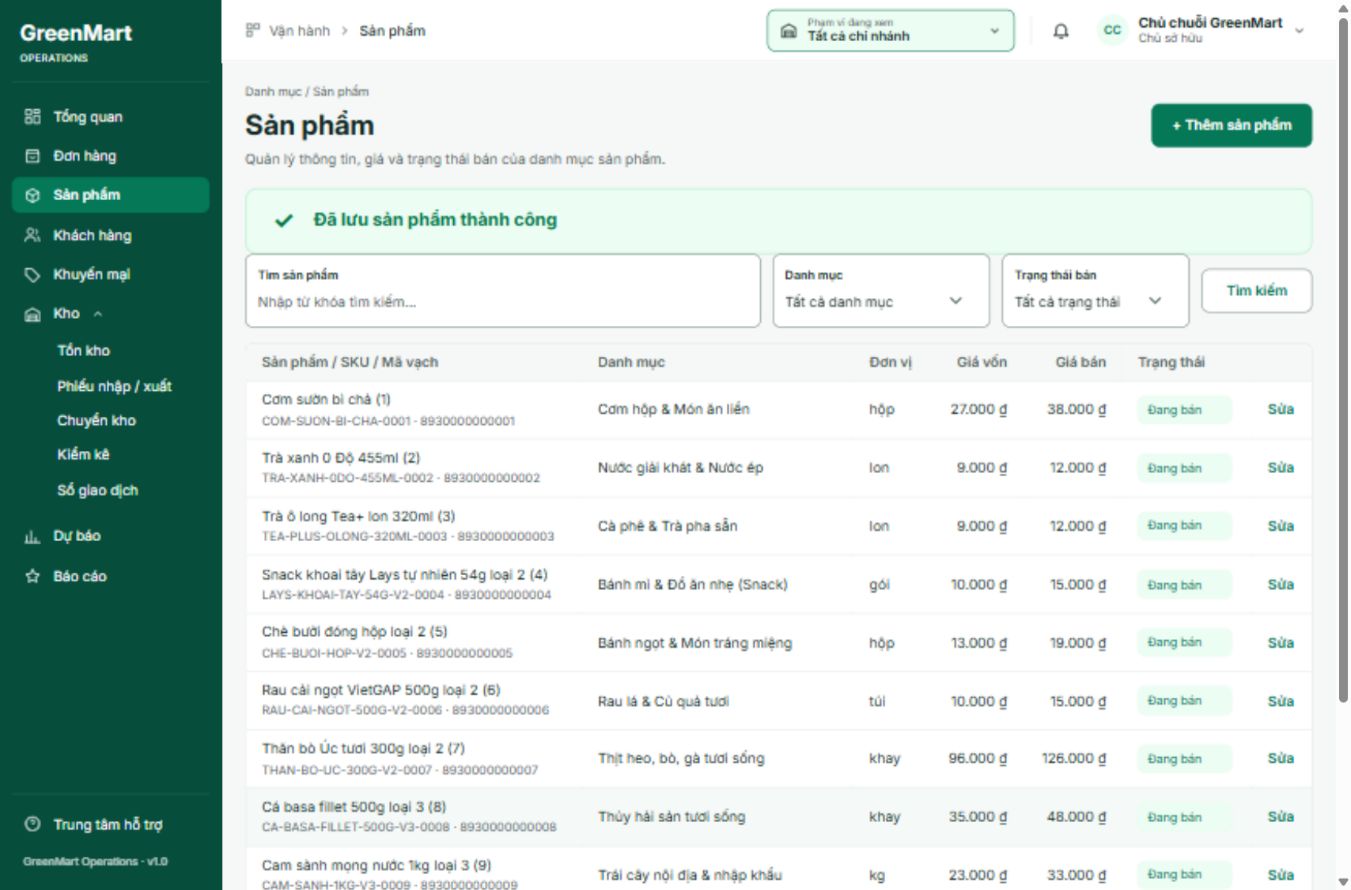 GreenMart
OPERATIONS
Tổng quan
Đơn hàng
Sản phẩm
Khách hàng
Khuyến mại
Kho
Tồn kho
Phiếu nhập / xuất
Chuyển kho
Kiểm kê
Sổ giao dịch
Dự báo
Báo cáo
Trung tâm hỗ trợ
GreenMart Operations - v1.0
Vận hành > Sản phẩm
Phạm vi đang xem
Tất cả chi nhánh
CC
Chủ chuỗi GreenMart
Chủ sở hữu
Danh mục / Sản phẩm
Sản phẩm
Quản lý thông tin, giá và trạng thái bán của danh mục sản phẩm.
+ Thêm sản phẩm
Đã lưu sản phẩm thành công
Tìm sản phẩm
Nhập từ khóa tìm kiếm...
Danh mục
Tất cả danh mục
Trạng thái bán
Tất cả trạng thái
Tìm kiếm
Sản phẩm / SKU / Mã vạch Danh mục Đơn vị Giá vốn Giá bán Trạng thái
Cơm sườn bì chả (1)
COM-SUON-BI-CHA-0001 · 8930000000001
Cơm hộp & Món ăn liền hộp 27.000 ₫ 38.000 ₫ Đang bán Sửa
Trà xanh 0 Độ 455ml (2)
TRA-XANH-0DO-455ML-0002 · 8930000000002
Nước giải khát & Nước ép lon 9.000 ₫ 12.000 ₫ Đang bán Sửa
Trà ô long Tea+ lon 320ml (3)
TEA-PLUS-OLONG-320ML-0003 · 8930000000003
Cà phê & Trà pha sẵn lon 9.000 ₫ 12.000 ₫ Đang bán Sửa
Snack khoai tây Lays tự nhiên 54g loại 2 (4)
LAYS-KHOAI-TAY-54G-V2-0004 · 8930000000004
Bánh mì & Đồ ăn nhẹ (Snack) gói 10.000 ₫ 15.000 ₫ Đang bán Sửa
Chè bưởi đóng hộp loại 2 (5)
CHE-BUOI-HOP-V2-0005 · 8930000000005
Bánh ngọt & Món tráng miệng hộp 13.000 ₫ 19.000 ₫ Đang bán Sửa
Rau cải ngọt VietGAP 500g loại 2 (6)
RAU-CAI-NGOT-500G-V2-0006 · 8930000000006
Rau lá & Củ quả tươi túi 10.000 ₫ 15.000 ₫ Đang bán Sửa
Thăn bò Úc tươi 300g loại 2 (7)
THAN-BO-UC-300G-V2-0007 · 8930000000007
Thịt heo, bò, gà tươi sống khay 96.000 ₫ 126.000 ₫ Đang bán Sửa
Cá basa fillet 500g loại 3 (8)
CA-BASA-FILLET-500G-V3-0008 · 8930000000008
Thủy hải sản tươi sống khay 35.000 ₫ 48.000 ₫ Đang bán Sửa
Cam sành mọng nước 1kg loại 3 (9)
CAM-SANH-1KG-V3-0009 · 8930000000009
Trái cây nội địa & nhập khẩu kg 23.000 ₫ 33.000 ₫ Đang bán Sửa